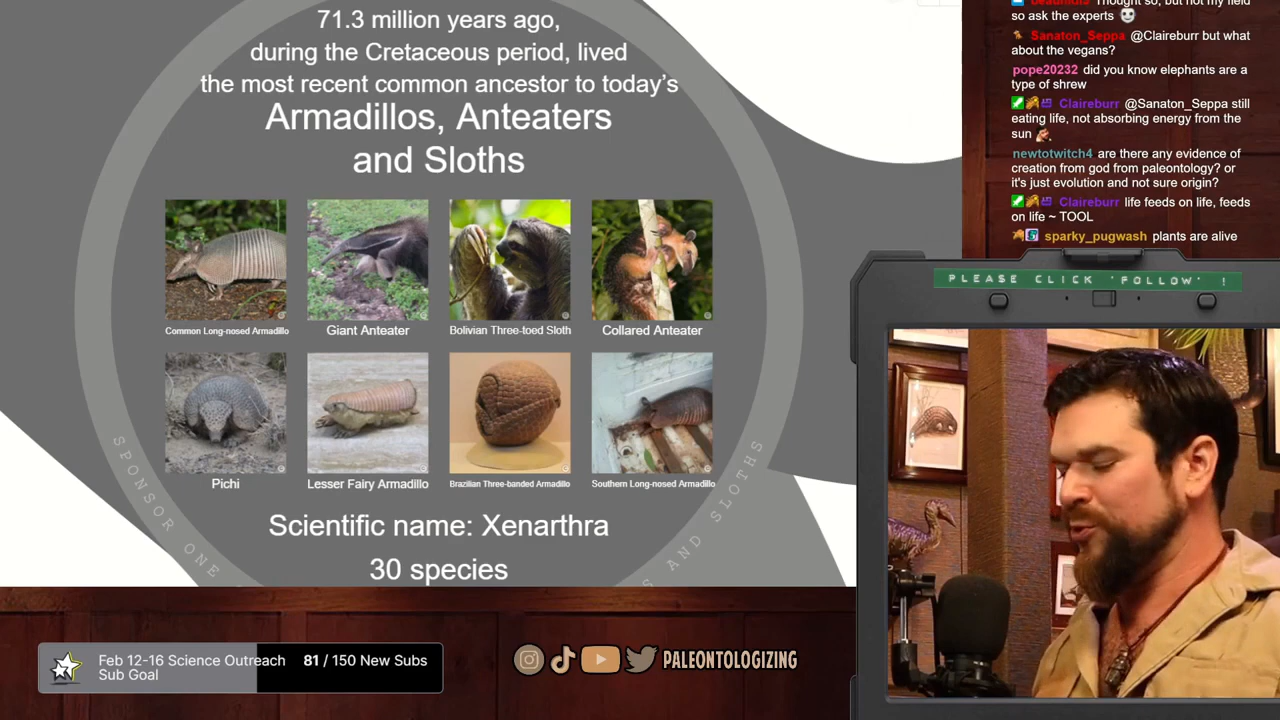 71.3 million years ago,
during the Cretaceous period, lived
the most recent common ancestor to today's
Armadillos, Anteaters
and Sloths
Common Long-nosed Armadillo
Giant Anteater
Bolivian Three-toed Sloth
Collared Anteater
Pichi
Lesser Fairy Armadillo
Brazilian Three-banded Armadillo
Southern Long-nosed Armadillo
Scientific name: Xenarthra
30 species
SPONSOR ONE
AND SLOTHS
so ask the experts
Sanaton_Seppa @Claireburr but what
about the vegans?
pope20232 did you know elephants are a
type of shrew
Claireburr @Sanaton_Seppa still
eating life, not absorbing energy from the
sun
newtotwitch4 are there any evidence of
creation from god from paleontology? or
it's just evolution and not sure origin?
Claireburr life feeds on life, feeds
on life ~ TOOL
sparky_pugwash plants are alive
PLEASE CLICK 'FOLLOW' !
Feb 12-16 Science Outreach
Sub Goal
81 / 150 New Subs
PALEONTOLOGIZING